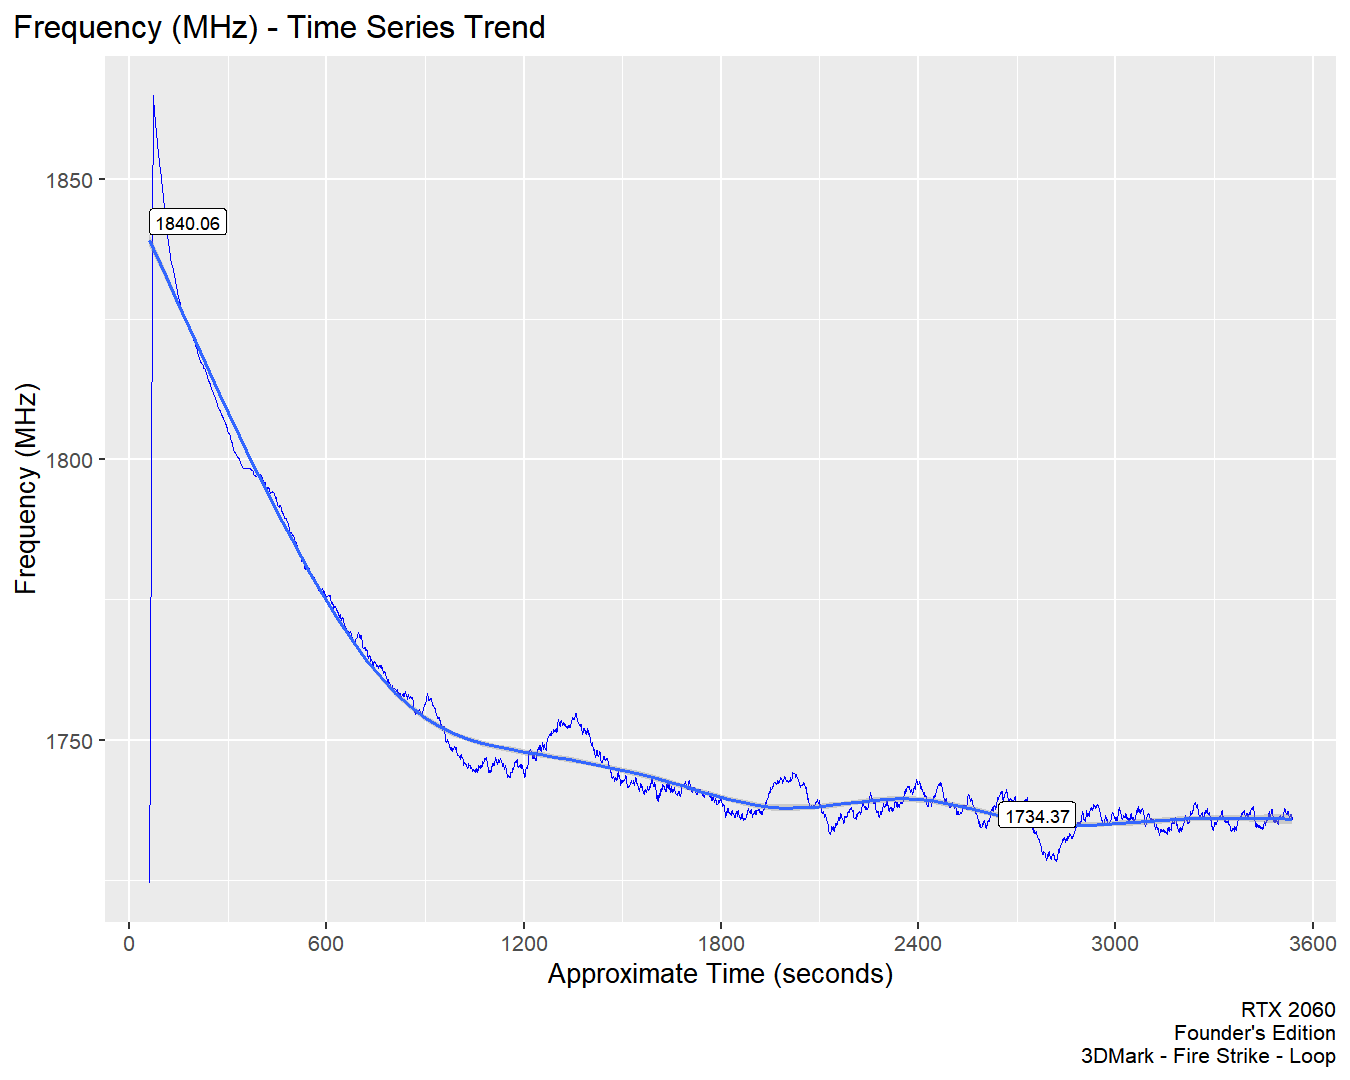 Frequency (MHz) - Time Series Trend
Frequency (MHz)
1850
1800
1750
1840.06
1734.37
0 600 1200 1800 2400 3000 3600
Approximate Time (seconds)
RTX 2060
Founder's Edition
3DMark - Fire Strike - Loop